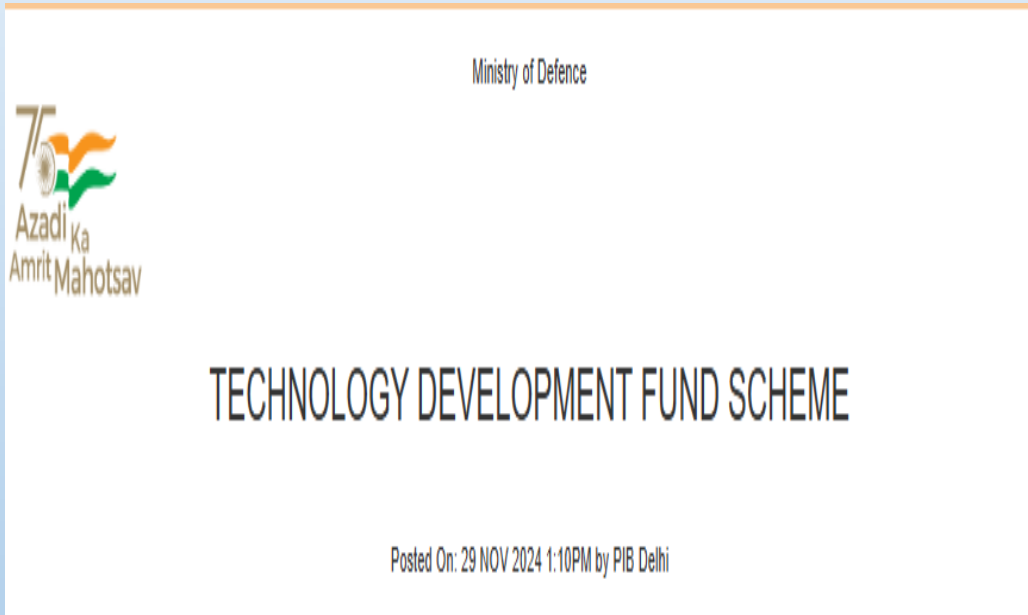 Ministry of Defence
75
Azadi Ka
Amrit Mahotsav
TECHNOLOGY DEVELOPMENT FUND SCHEME
Posted On: 29 NOV 2024 1:10PM by PIB Delhi